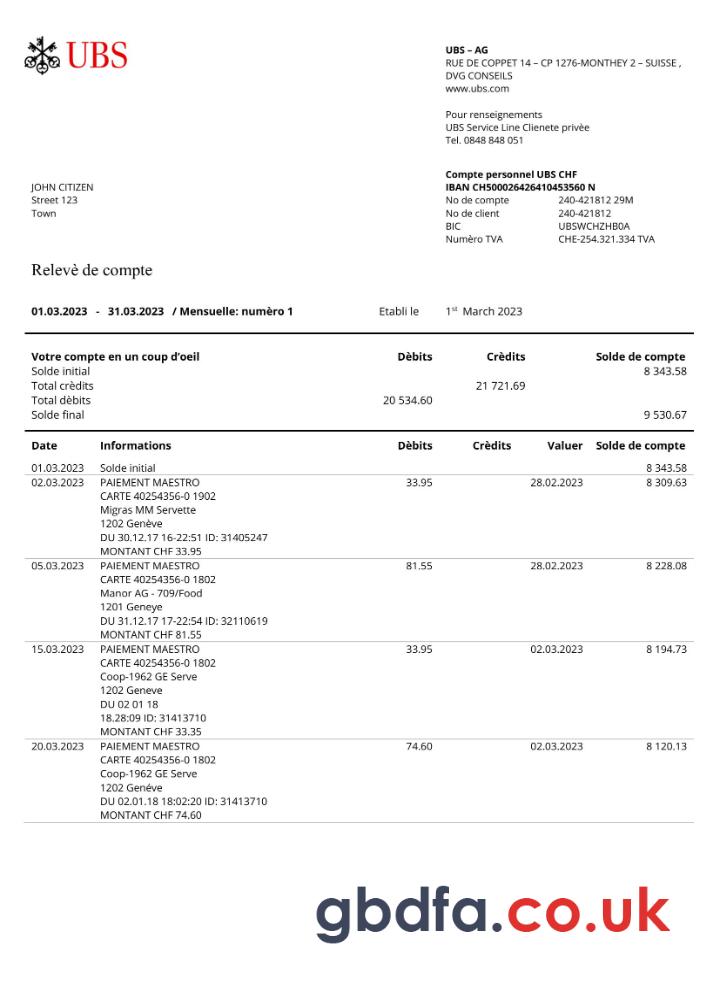 UBS
UBS – AG
RUE DE COPPET 14 – CP 1276-MONTHEY 2 – SUISSE ,
DVG CONSEILS
www.ubs.com
Pour renseignements
UBS Service Line Clienete privèe
Tel. 0848 848 051
Compte personnel UBS CHF
IBAN CH500026426410453560 N
No de compte 240-421812 29M
No de client 240-421812
BIC UBSWCHZHB0A
Numèro TVA CHE-254.321.334 TVA
JOHN CITIZEN
Street 123
Town
Relevè de compte
01.03.2023 - 31.03.2023 / Mensuelle: numèro 1 Etabli le 1st March 2023
Votre compte en un coup d’oeil Dèbits Crèdits Solde de compte
Solde initial 8 343.58
Total crèdits 21 721.69
Total dèbits 20 534.60
Solde final 9 530.67
Date Informations Dèbits Crèdits Valuer Solde de compte
01.03.2023 Solde initial 8 343.58
02.03.2023 PAIEMENT MAESTRO 33.95 28.02.2023 8 309.63
CARTE 40254356-0 1902
Migras MM Servette
1202 Genève
DU 30.12.17 16-22:51 ID: 31405247
MONTANT CHF 33.95
05.03.2023 PAIEMENT MAESTRO 81.55 28.02.2023 8 228.08
CARTE 40254356-0 1802
Manor AG - 709/Food
1201 Geneye
DU 31.12.17 17-22:54 ID: 32110619
MONTANT CHF 81.55
15.03.2023 PAIEMENT MAESTRO 33.95 02.03.2023 8 194.73
CARTE 40254356-0 1802
Coop-1962 GE Serve
1202 Geneve
DU 02 01 18
18.28:09 ID: 31413710
MONTANT CHF 33.35
20.03.2023 PAIEMENT MAESTRO 74.60 02.03.2023 8 120.13
CARTE 40254356-0 1802
Coop-1962 GE Serve
1202 Genéve
DU 02.01.18 18:02:20 ID: 31413710
MONTANT CHF 74.60
gbdfa.co.uk